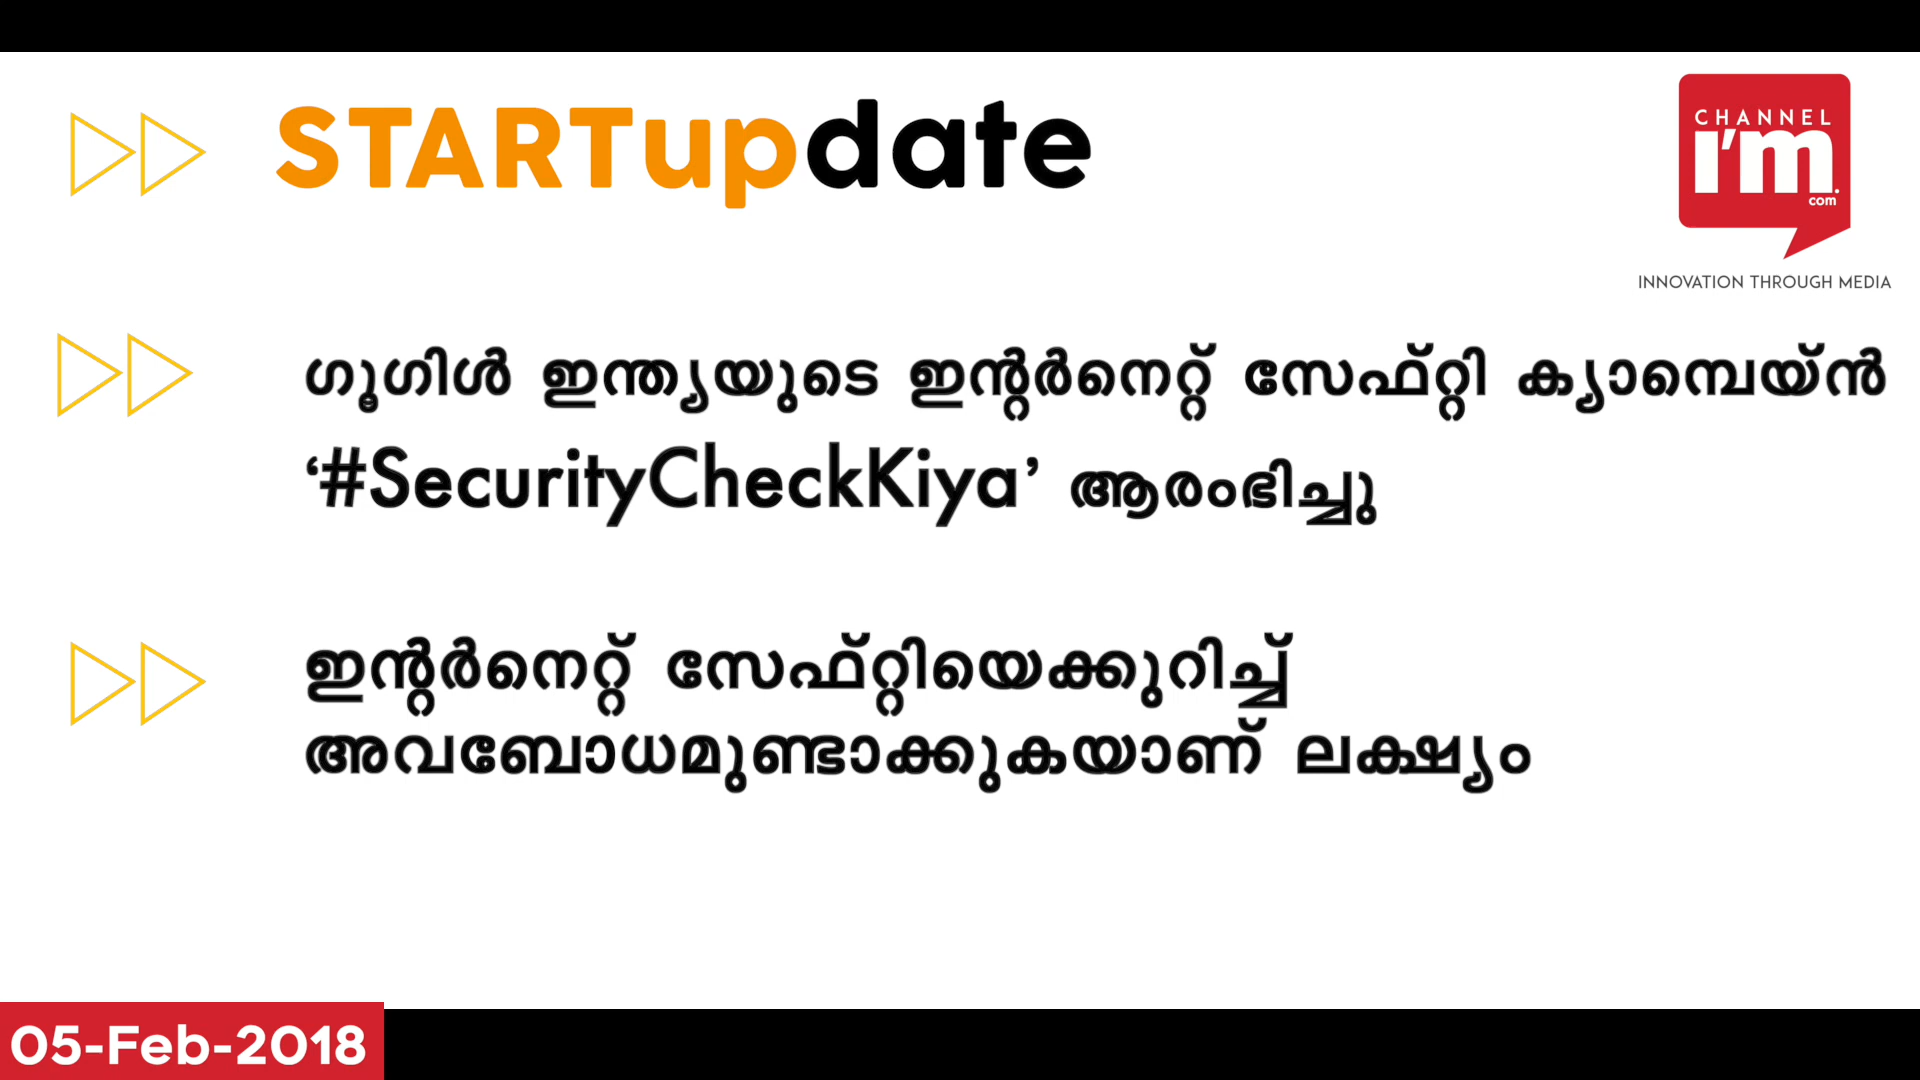 STARTupdate
CHANNEL
I'm.
com
INNOVATION THROUGH MEDIA
ഗൂഗിൾ ഇന്ത്യയുടെ ഇന്റർനെറ്റ് സേഫ്റ്റി ക്യാമ്പെയ്ൻ
‘#SecurityCheckKiya’ ആരംഭിച്ചു
ഇന്റർനെറ്റ് സേഫ്റ്റിയെക്കുറിച്ച്
അവബോധമുണ്ടാക്കുകയാണ് ലക്ഷ്യം
05-Feb-2018